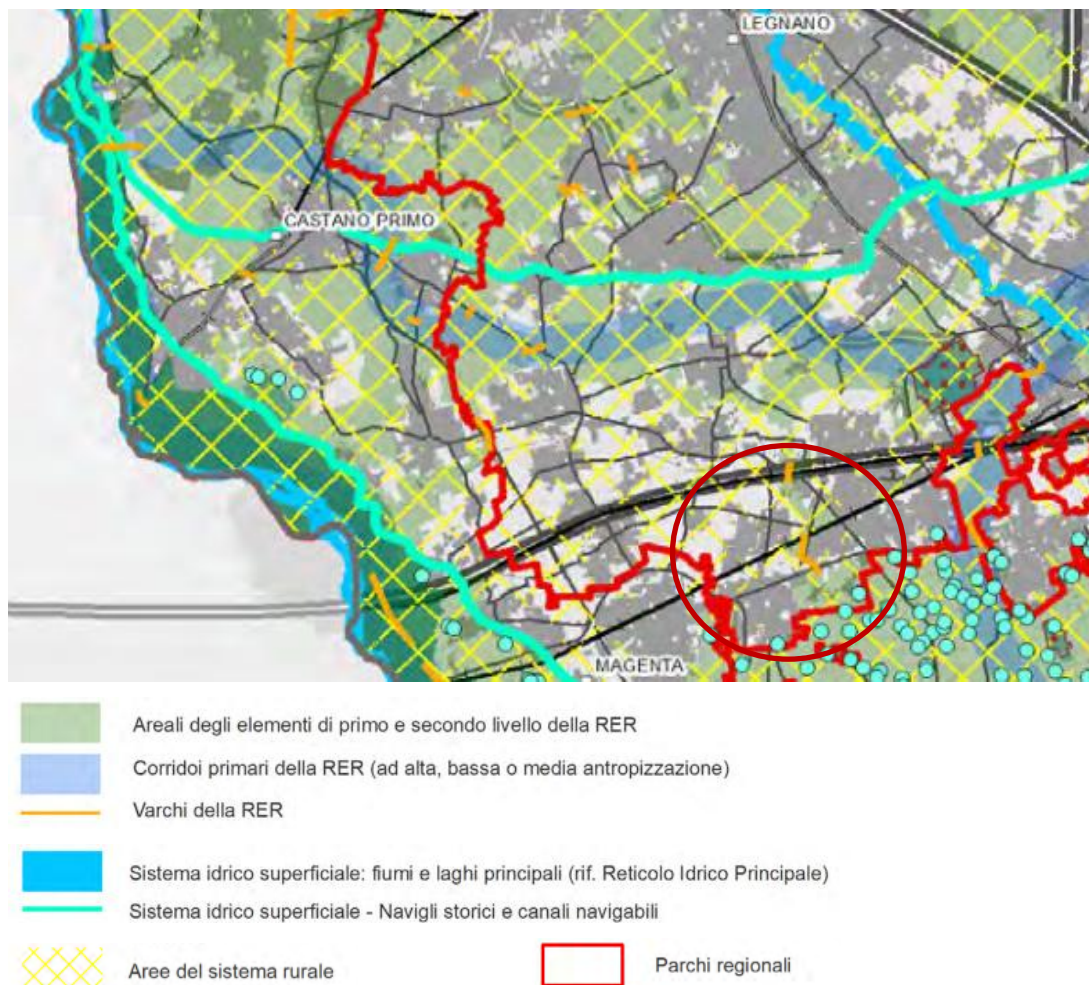 LEGNANO
CASTANO PRIMO
MAGENTA
Areali degli elementi di primo e secondo livello della RER
Corridoi primari della RER (ad alta, bassa o media antropizzazione)
Varchi della RER
Sistema idrico superficiale: fiumi e laghi principali (rif. Reticolo Idrico Principale)
Sistema idrico superficiale - Navigli storici e canali navigabili
Aree del sistema rurale
Parchi regionali